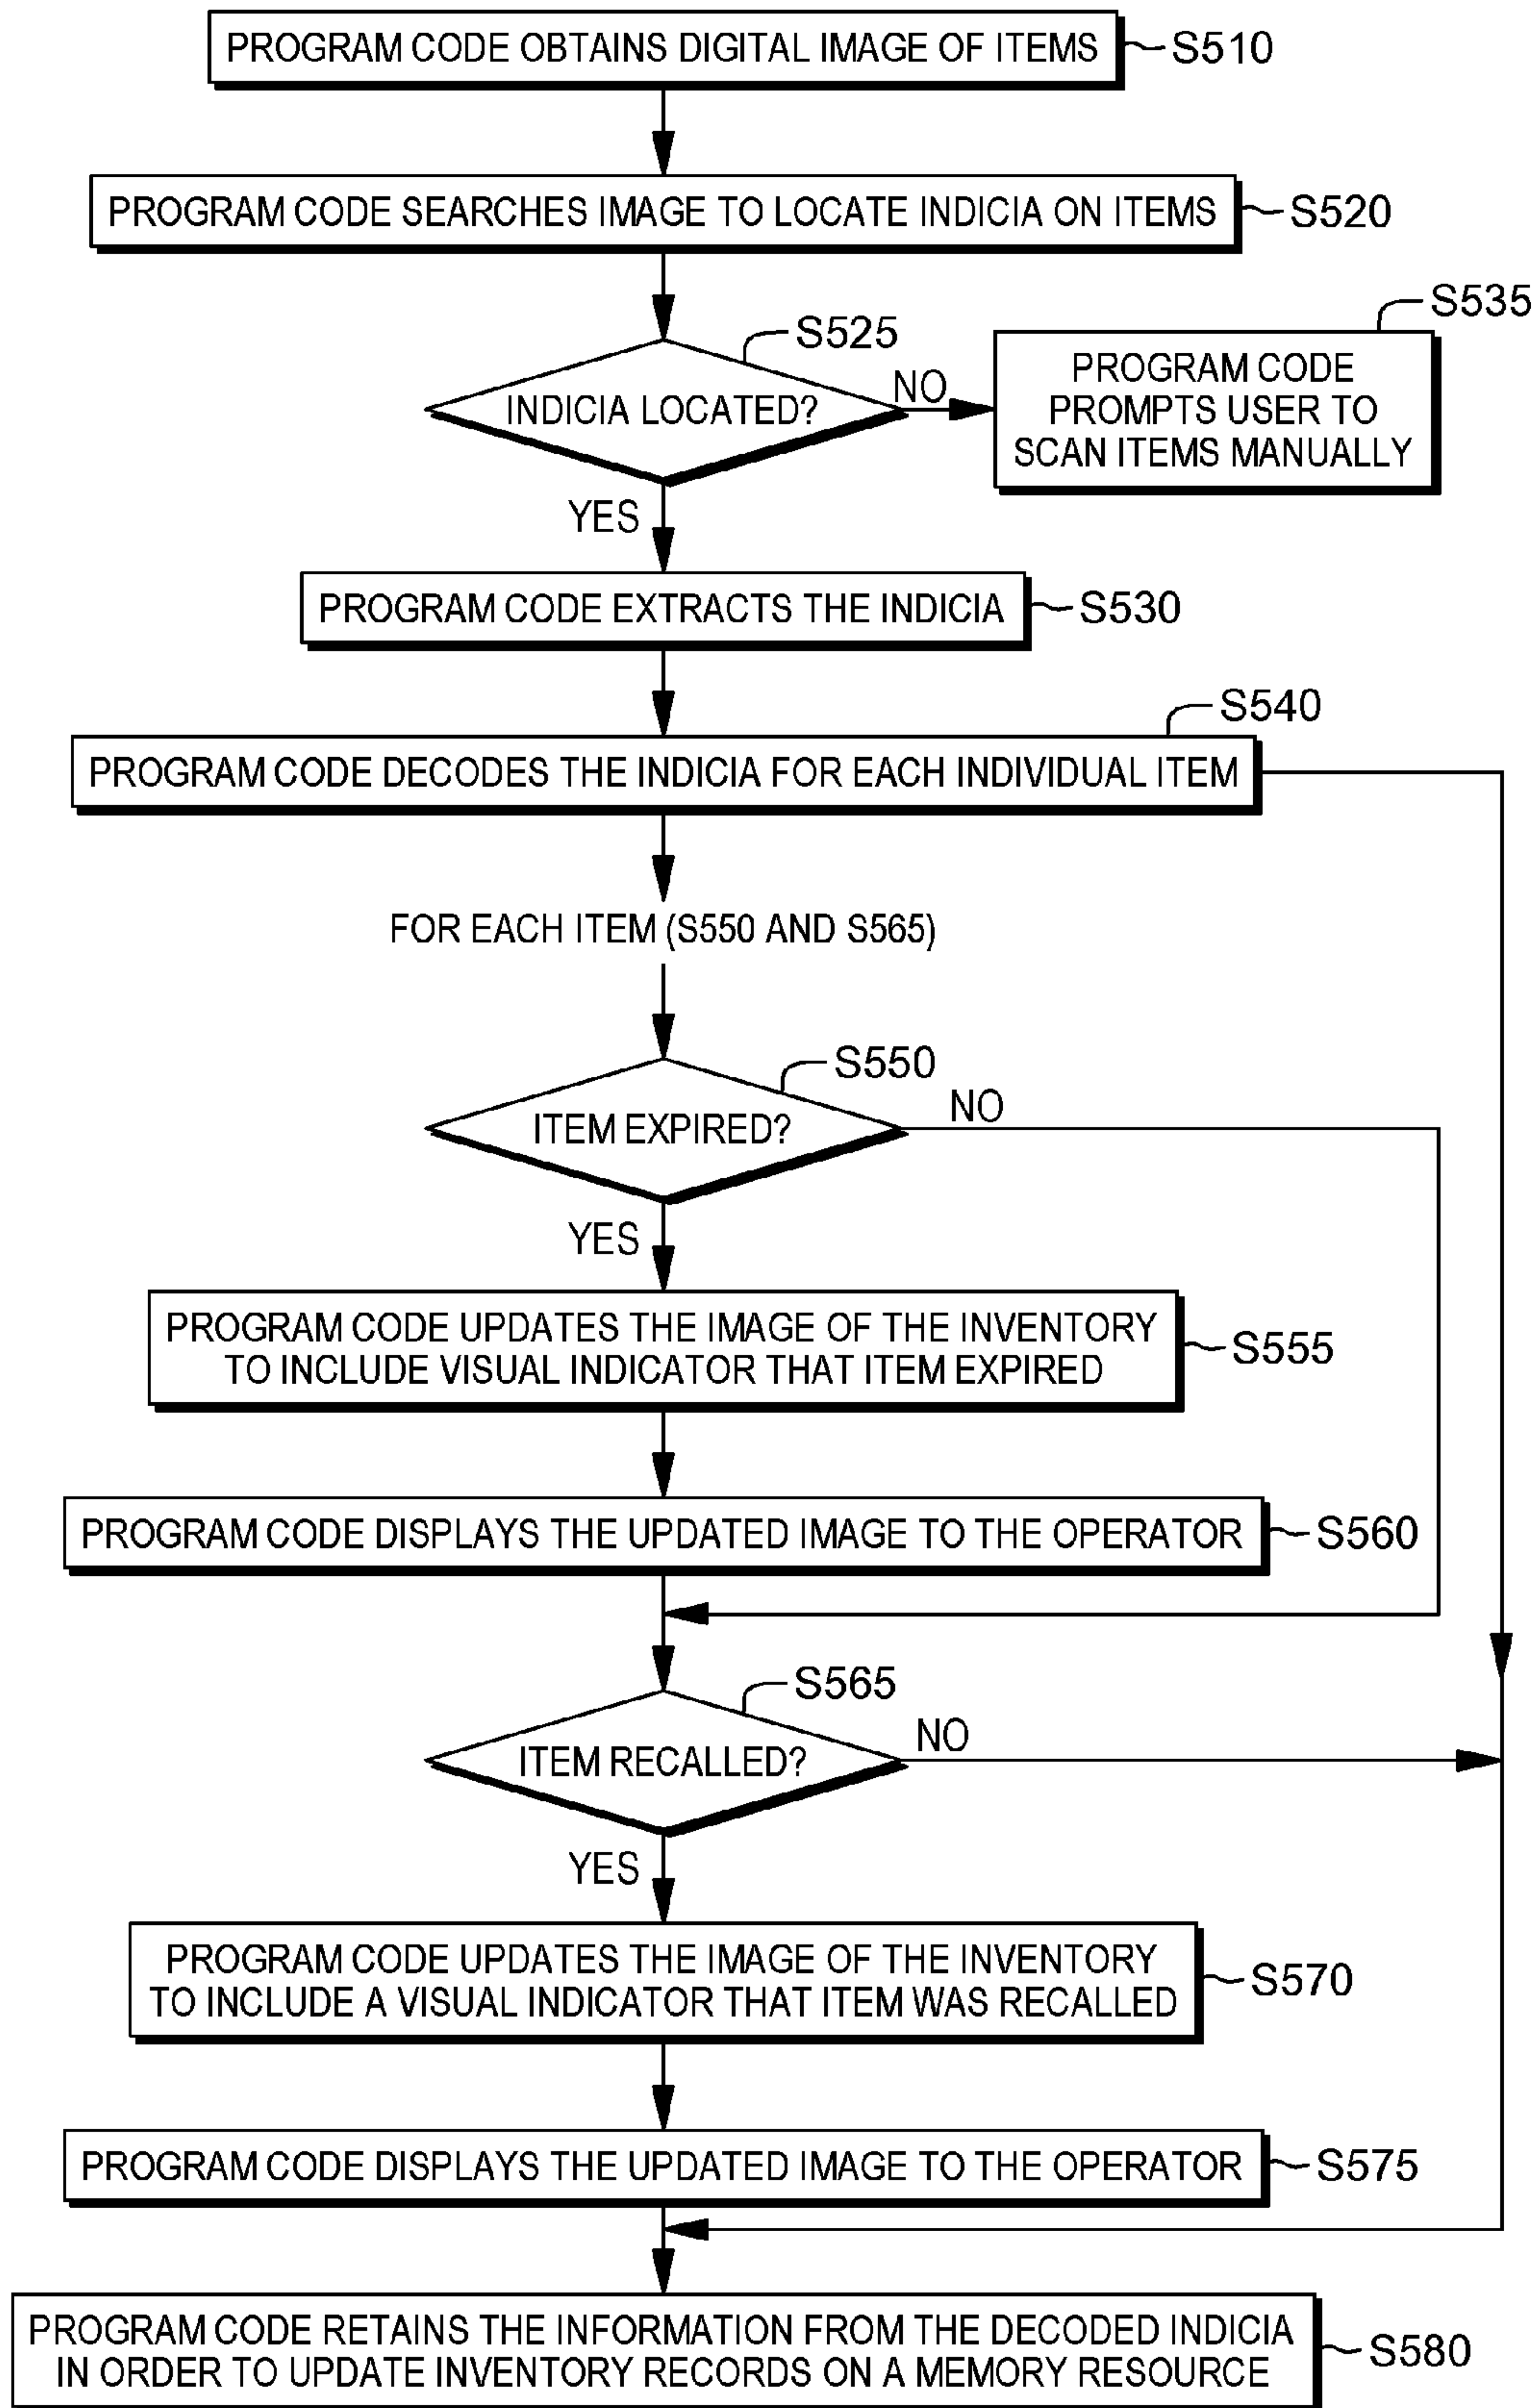 PROGRAM CODE OBTAINS DIGITAL IMAGE OF ITEMS
S510
PROGRAM CODE SEARCHES IMAGE TO LOCATE INDICIA ON ITEMS
S520
S525
INDICIA LOCATED?
NO
S535
PROGRAM CODE
PROMPTS USER TO
SCAN ITEMS MANUALLY
YES
PROGRAM CODE EXTRACTS THE INDICIA
S530
S540
PROGRAM CODE DECODES THE INDICIA FOR EACH INDIVIDUAL ITEM
FOR EACH ITEM (S550 AND S565)
S550
ITEM EXPIRED?
NO
YES
PROGRAM CODE UPDATES THE IMAGE OF THE INVENTORY
TO INCLUDE VISUAL INDICATOR THAT ITEM EXPIRED
S555
PROGRAM CODE DISPLAYS THE UPDATED IMAGE TO THE OPERATOR
S560
S565
ITEM RECALLED?
NO
YES
PROGRAM CODE UPDATES THE IMAGE OF THE INVENTORY
TO INCLUDE A VISUAL INDICATOR THAT ITEM WAS RECALLED
S570
PROGRAM CODE DISPLAYS THE UPDATED IMAGE TO THE OPERATOR
S575
PROGRAM CODE RETAINS THE INFORMATION FROM THE DECODED INDICIA
IN ORDER TO UPDATE INVENTORY RECORDS ON A MEMORY RESOURCE
S580